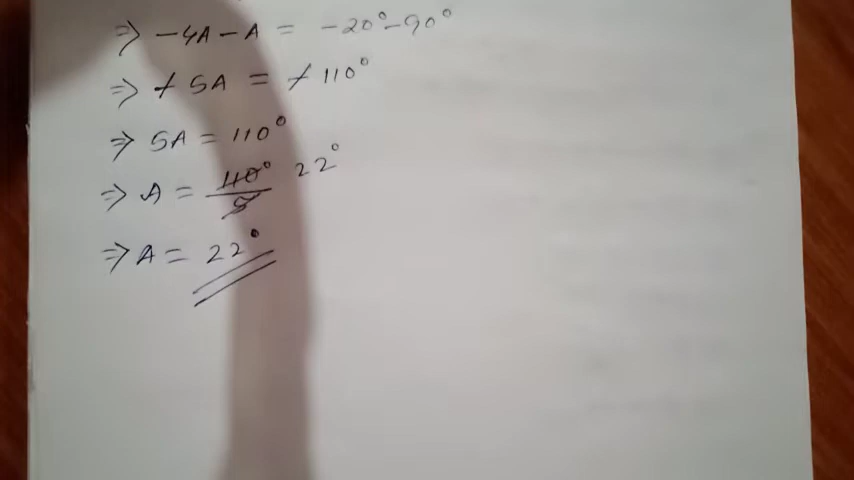 ⇒ -4A - A = -20° - 90°
⇒ -5A = -110°
⇒ 5A = 110°
⇒ A = 110°/5 22°
⇒ A = 22°